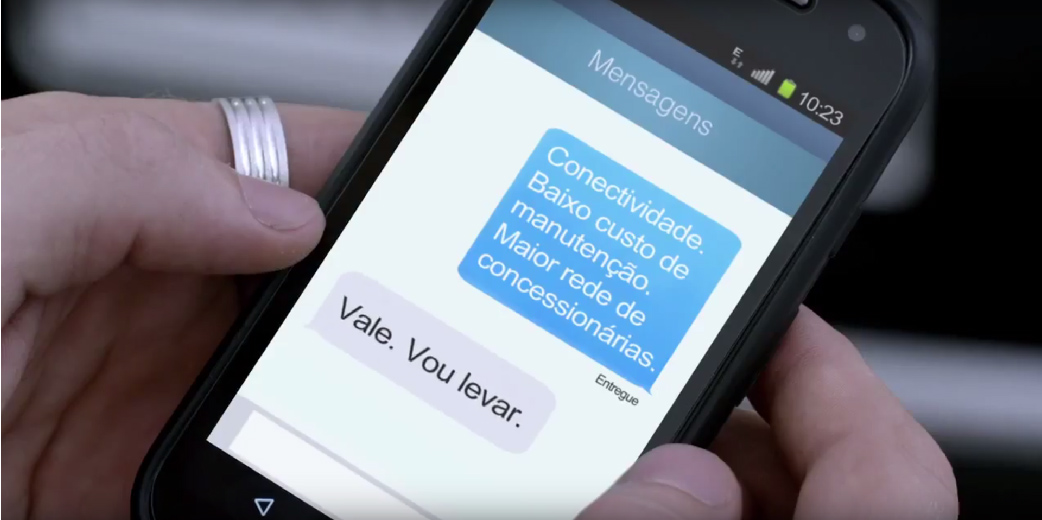 E
10:23
Mensagens
Conectividade.
Baixo custo de
manutenção.
Maior rede de
concessionárias.
Entregue
Vale. Vou levar.